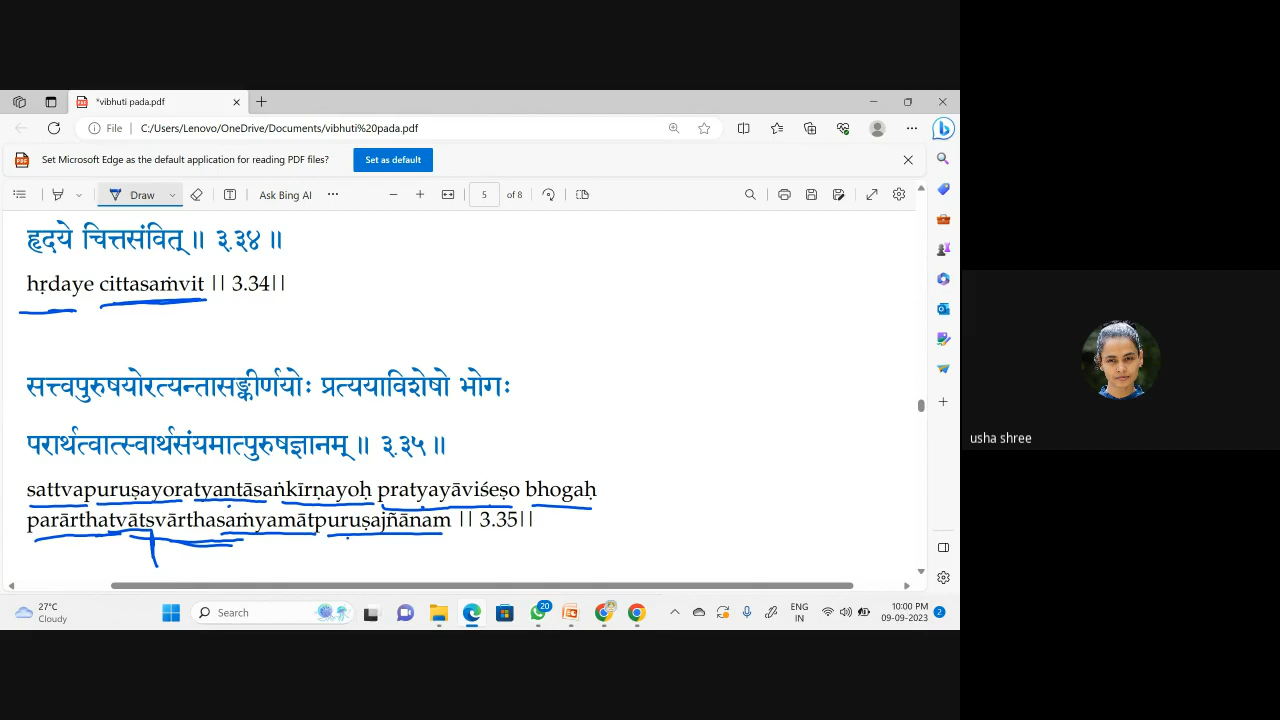 *vibhuti pada.pdf
File | C:/Users/Lenovo/OneDrive/Documents/vibhuti%20pada.pdf
Set Microsoft Edge as the default application for reading PDF files?
Set as default
Draw
Ask Bing AI
5 of 8
हृदये चित्तसंवित् ॥ ३.३४ ॥
hṛdaye cittasaṁvit || 3.34||
सत्त्वपुरुषयोरत्यन्तासङ्कीर्णयोः प्रत्ययाविशेषो भोगः
परार्थत्वात्स्वार्थसंयमात्पुरुषज्ञानम् ॥ ३.३५ ॥
sattvapuruṣayoratyantāsaṅkīrṇayoḥ pratyayāviśeṣo bhogaḥ
parārthatvātsvārthasaṁyamātpuruṣajñānam || 3.35||
usha shree
27°C
Cloudy
Search
20
ENG
IN
10:00 PM
09-09-2023
2